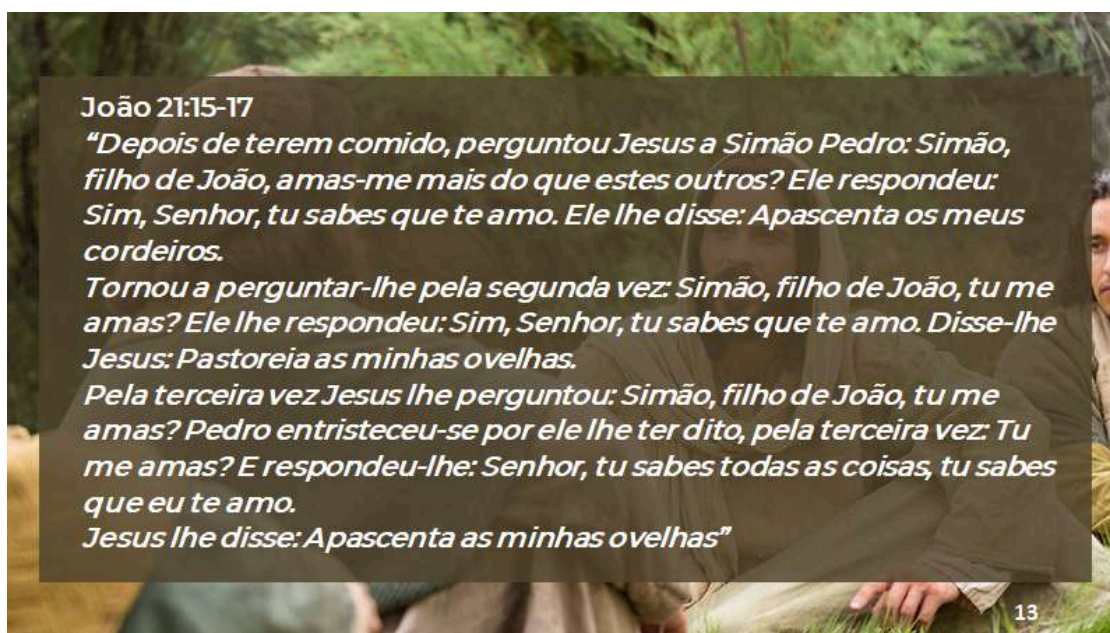 João 21:15-17
“Depois de terem comido, perguntou Jesus a Simão Pedro: Simão,
filho de João, amas-me mais do que estes outros? Ele respondeu:
Sim, Senhor, tu sabes que te amo. Ele lhe disse: Apascenta os meus
cordeiros.
Tornou a perguntar-lhe pela segunda vez: Simão, filho de João, tu me
amas? Ele lhe respondeu: Sim, Senhor, tu sabes que te amo. Disse-lhe
Jesus: Pastoreia as minhas ovelhas.
Pela terceira vez Jesus lhe perguntou: Simão, filho de João, tu me
amas? Pedro entristeceu-se por ele lhe ter dito, pela terceira vez: Tu
me amas? E respondeu-lhe: Senhor, tu sabes todas as coisas, tu sabes
que eu te amo.
Jesus lhe disse: Apascenta as minhas ovelhas”
13